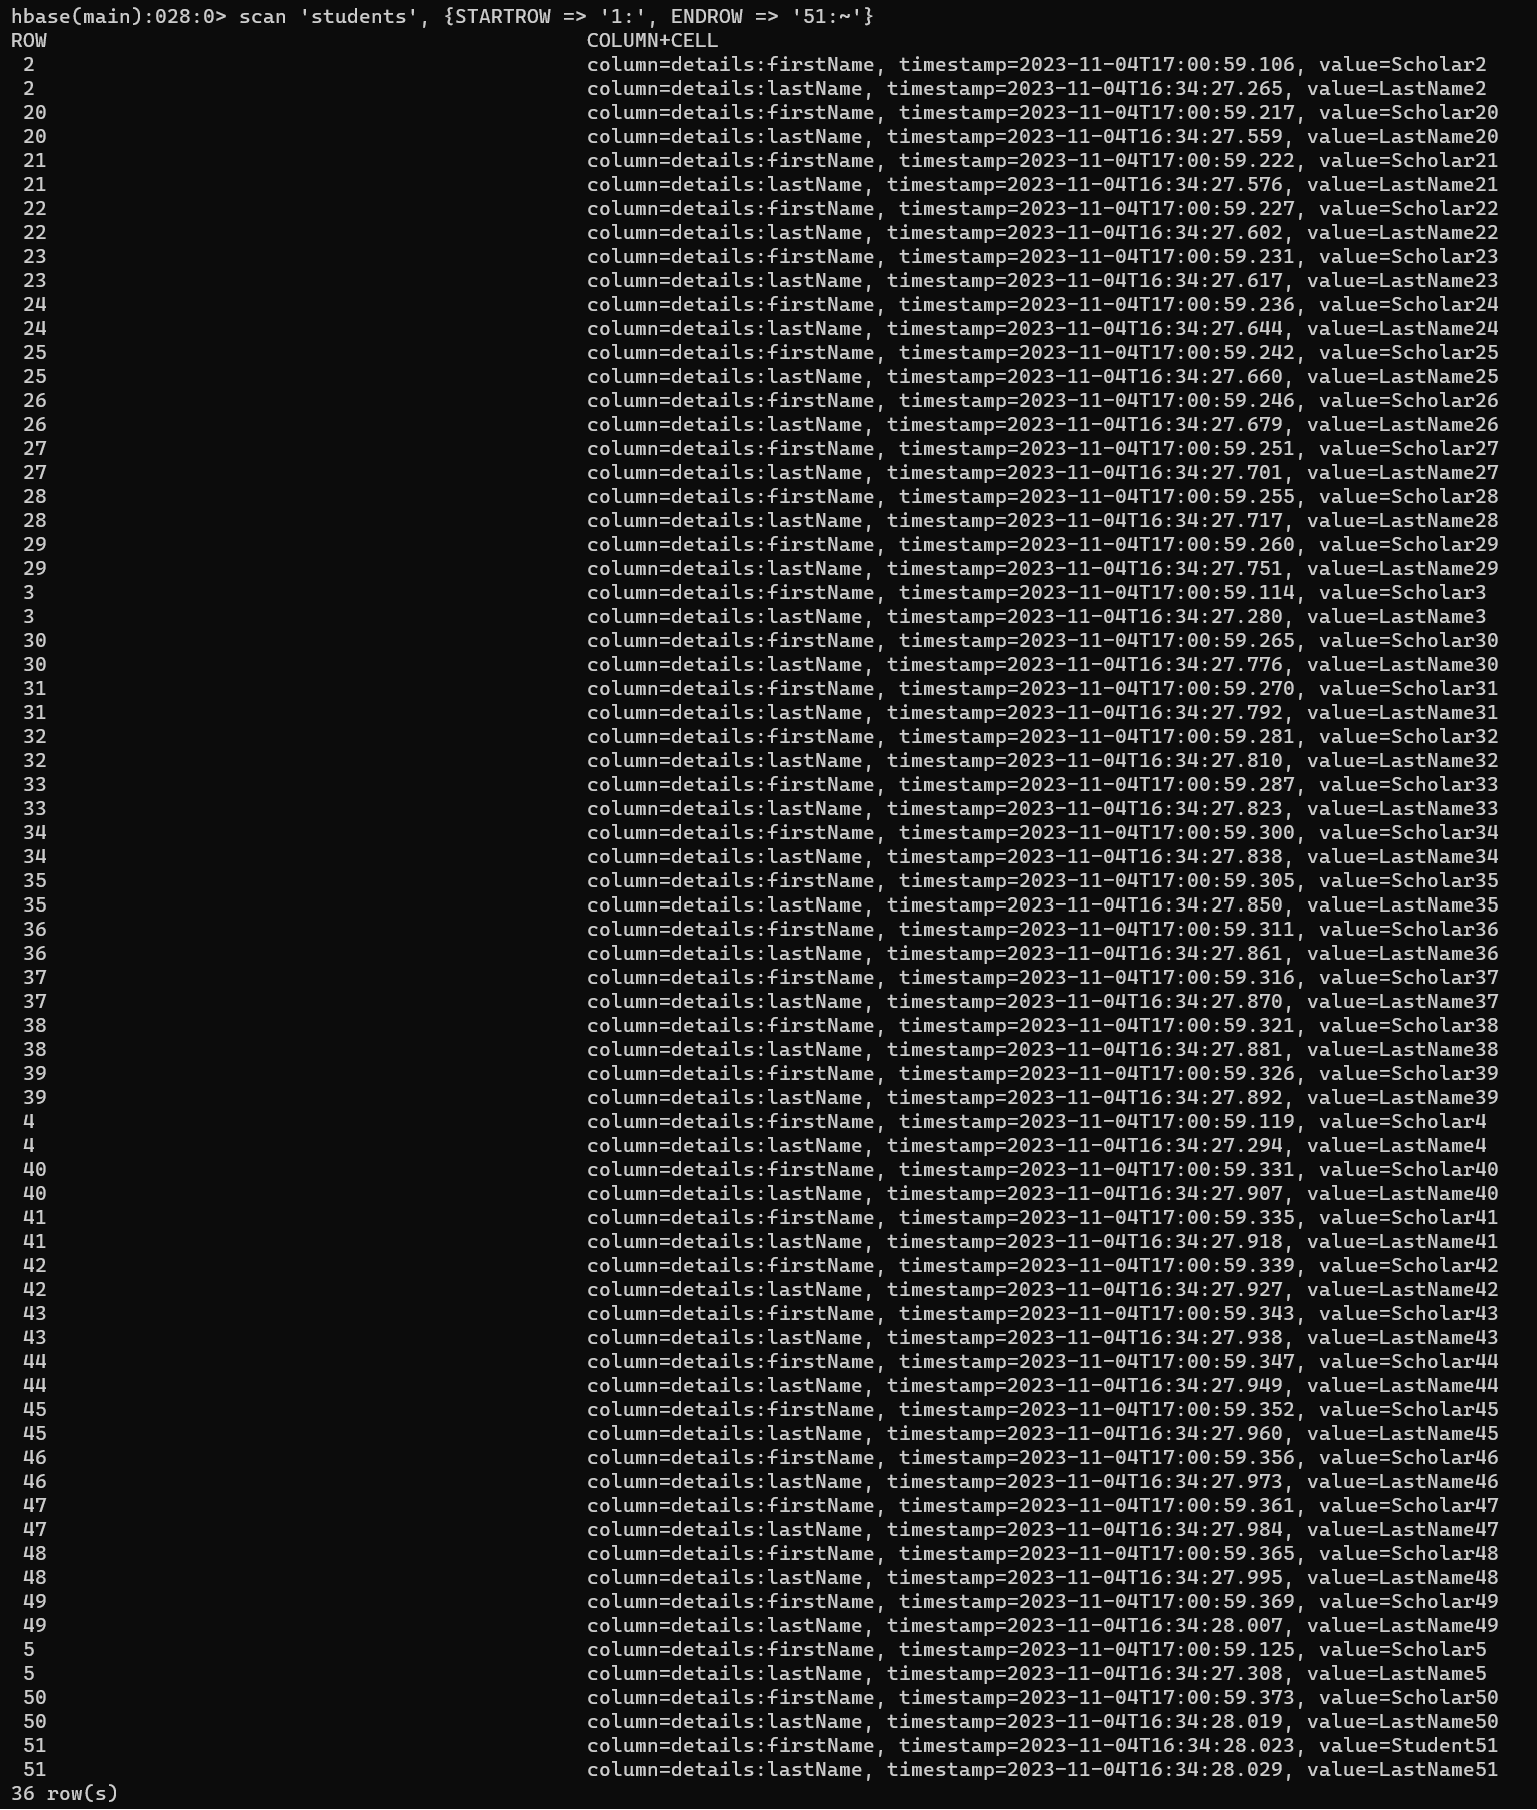 hbase(main):028:0> scan 'students', {STARTROW => '1:', ENDROW => '51:~'}
ROW COLUMN+CELL
2 column=details:firstName, timestamp=2023-11-04T17:00:59.106, value=Scholar2
2 column=details:lastName, timestamp=2023-11-04T16:34:27.265, value=LastName2
20 column=details:firstName, timestamp=2023-11-04T17:00:59.217, value=Scholar20
20 column=details:lastName, timestamp=2023-11-04T16:34:27.559, value=LastName20
21 column=details:firstName, timestamp=2023-11-04T17:00:59.222, value=Scholar21
21 column=details:lastName, timestamp=2023-11-04T16:34:27.576, value=LastName21
22 column=details:firstName, timestamp=2023-11-04T17:00:59.227, value=Scholar22
22 column=details:lastName, timestamp=2023-11-04T16:34:27.602, value=LastName22
23 column=details:firstName, timestamp=2023-11-04T17:00:59.231, value=Scholar23
23 column=details:lastName, timestamp=2023-11-04T16:34:27.617, value=LastName23
24 column=details:firstName, timestamp=2023-11-04T17:00:59.236, value=Scholar24
24 column=details:lastName, timestamp=2023-11-04T16:34:27.644, value=LastName24
25 column=details:firstName, timestamp=2023-11-04T17:00:59.242, value=Scholar25
25 column=details:lastName, timestamp=2023-11-04T16:34:27.660, value=LastName25
26 column=details:firstName, timestamp=2023-11-04T17:00:59.246, value=Scholar26
26 column=details:lastName, timestamp=2023-11-04T16:34:27.679, value=LastName26
27 column=details:firstName, timestamp=2023-11-04T17:00:59.251, value=Scholar27
27 column=details:lastName, timestamp=2023-11-04T16:34:27.701, value=LastName27
28 column=details:firstName, timestamp=2023-11-04T17:00:59.255, value=Scholar28
28 column=details:lastName, timestamp=2023-11-04T16:34:27.717, value=LastName28
29 column=details:firstName, timestamp=2023-11-04T17:00:59.260, value=Scholar29
29 column=details:lastName, timestamp=2023-11-04T16:34:27.751, value=LastName29
3 column=details:firstName, timestamp=2023-11-04T17:00:59.114, value=Scholar3
3 column=details:lastName, timestamp=2023-11-04T16:34:27.280, value=LastName3
30 column=details:firstName, timestamp=2023-11-04T17:00:59.265, value=Scholar30
30 column=details:lastName, timestamp=2023-11-04T16:34:27.776, value=LastName30
31 column=details:firstName, timestamp=2023-11-04T17:00:59.270, value=Scholar31
31 column=details:lastName, timestamp=2023-11-04T16:34:27.792, value=LastName31
32 column=details:firstName, timestamp=2023-11-04T17:00:59.281, value=Scholar32
32 column=details:lastName, timestamp=2023-11-04T16:34:27.810, value=LastName32
33 column=details:firstName, timestamp=2023-11-04T17:00:59.287, value=Scholar33
33 column=details:lastName, timestamp=2023-11-04T16:34:27.823, value=LastName33
34 column=details:firstName, timestamp=2023-11-04T17:00:59.300, value=Scholar34
34 column=details:lastName, timestamp=2023-11-04T16:34:27.838, value=LastName34
35 column=details:firstName, timestamp=2023-11-04T17:00:59.305, value=Scholar35
35 column=details:lastName, timestamp=2023-11-04T16:34:27.850, value=LastName35
36 column=details:firstName, timestamp=2023-11-04T17:00:59.311, value=Scholar36
36 column=details:lastName, timestamp=2023-11-04T16:34:27.861, value=LastName36
37 column=details:firstName, timestamp=2023-11-04T17:00:59.316, value=Scholar37
37 column=details:lastName, timestamp=2023-11-04T16:34:27.870, value=LastName37
38 column=details:firstName, timestamp=2023-11-04T17:00:59.321, value=Scholar38
38 column=details:lastName, timestamp=2023-11-04T16:34:27.881, value=LastName38
39 column=details:firstName, timestamp=2023-11-04T17:00:59.326, value=Scholar39
39 column=details:lastName, timestamp=2023-11-04T16:34:27.892, value=LastName39
4 column=details:firstName, timestamp=2023-11-04T17:00:59.119, value=Scholar4
4 column=details:lastName, timestamp=2023-11-04T16:34:27.294, value=LastName4
40 column=details:firstName, timestamp=2023-11-04T17:00:59.331, value=Scholar40
40 column=details:lastName, timestamp=2023-11-04T16:34:27.907, value=LastName40
41 column=details:firstName, timestamp=2023-11-04T17:00:59.335, value=Scholar41
41 column=details:lastName, timestamp=2023-11-04T16:34:27.918, value=LastName41
42 column=details:firstName, timestamp=2023-11-04T17:00:59.339, value=Scholar42
42 column=details:lastName, timestamp=2023-11-04T16:34:27.927, value=LastName42
43 column=details:firstName, timestamp=2023-11-04T17:00:59.343, value=Scholar43
43 column=details:lastName, timestamp=2023-11-04T16:34:27.938, value=LastName43
44 column=details:firstName, timestamp=2023-11-04T17:00:59.347, value=Scholar44
44 column=details:lastName, timestamp=2023-11-04T16:34:27.949, value=LastName44
45 column=details:firstName, timestamp=2023-11-04T17:00:59.352, value=Scholar45
45 column=details:lastName, timestamp=2023-11-04T16:34:27.960, value=LastName45
46 column=details:firstName, timestamp=2023-11-04T17:00:59.356, value=Scholar46
46 column=details:lastName, timestamp=2023-11-04T16:34:27.973, value=LastName46
47 column=details:firstName, timestamp=2023-11-04T17:00:59.361, value=Scholar47
47 column=details:lastName, timestamp=2023-11-04T16:34:27.984, value=LastName47
48 column=details:firstName, timestamp=2023-11-04T17:00:59.365, value=Scholar48
48 column=details:lastName, timestamp=2023-11-04T16:34:27.995, value=LastName48
49 column=details:firstName, timestamp=2023-11-04T17:00:59.369, value=Scholar49
49 column=details:lastName, timestamp=2023-11-04T16:34:28.007, value=LastName49
5 column=details:firstName, timestamp=2023-11-04T17:00:59.125, value=Scholar5
5 column=details:lastName, timestamp=2023-11-04T16:34:27.308, value=LastName5
50 column=details:firstName, timestamp=2023-11-04T17:00:59.373, value=Scholar50
50 column=details:lastName, timestamp=2023-11-04T16:34:28.019, value=LastName50
51 column=details:firstName, timestamp=2023-11-04T16:34:28.023, value=Student51
51 column=details:lastName, timestamp=2023-11-04T16:34:28.029, value=LastName51
36 row(s)